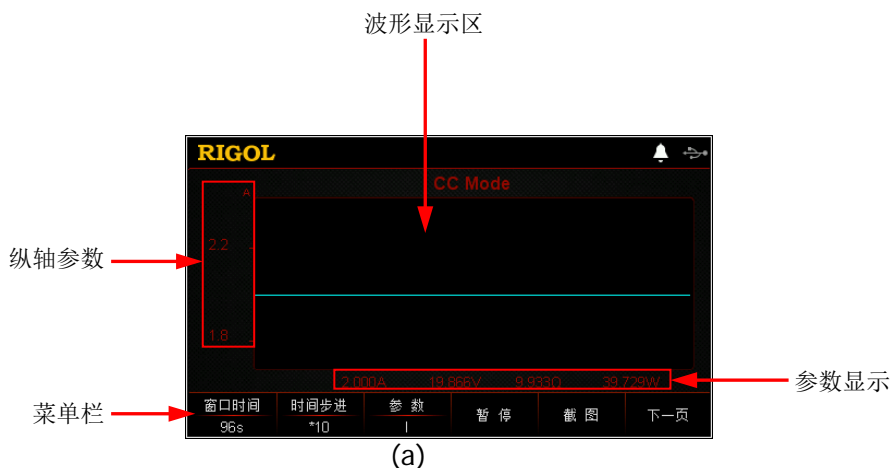 波形显示区
RIGOL
CC Mode
A
2.2
纵轴参数
1.8
2.000A 19.866V 9.933Ω 39.729W
参数显示
菜单栏
窗口时间 时间步进 参 数 暂 停 截 图 下一页
96s *10 I
(a)